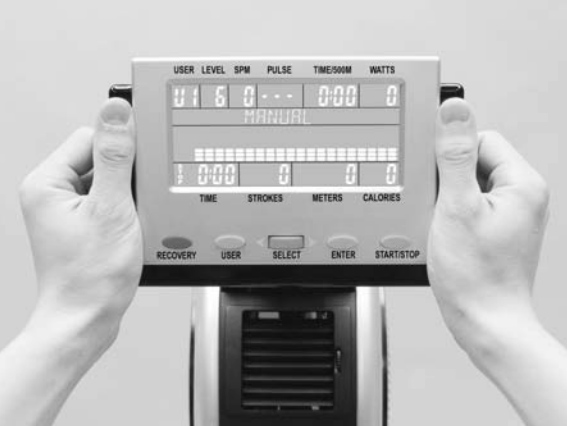 USER LEVEL SPM PULSE TIME/500M WATTS
U1 6 0 --- 0:00 0
MANUAL
0:00 0 0 0
TIME STROKES METERS CALORIES
RECOVERY USER SELECT ENTER START/STOP